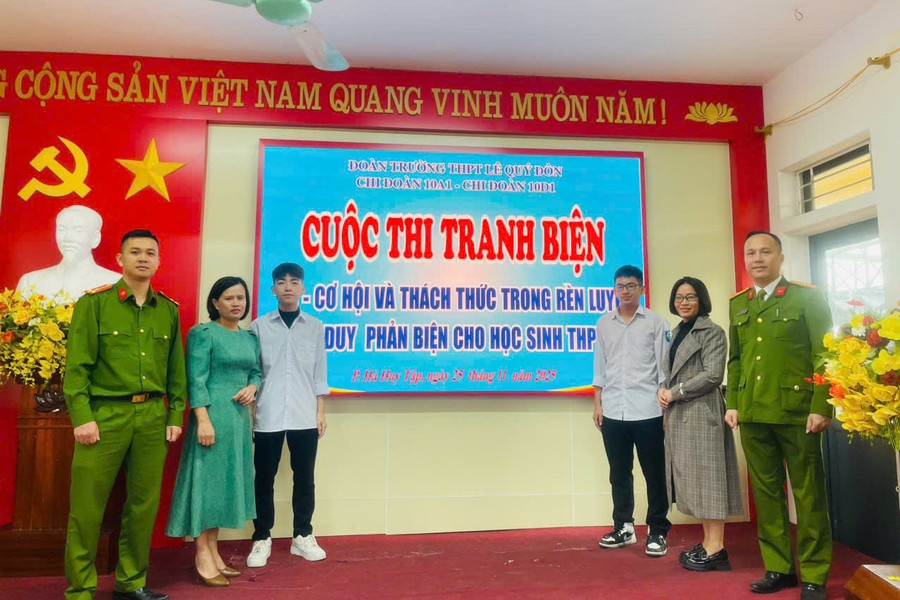 G CỘNG SẢN VIỆT NAM QUANG VINH MUÔN NĂM!
ĐOÀN TRƯỜNG THPT LÊ QUÝ ĐÔN
CHI ĐOÀN 10A1 - CHI ĐOÀN 10D1
CUỘC THI TRANH BIỆN
- CƠ HỘI VÀ THÁCH THỨC TRONG RÈN LUY
DUY PHẢN BIỆN CHO HỌC SINH THP
P. Hà Huy Tập, ngày 28 tháng 11 năm 2025